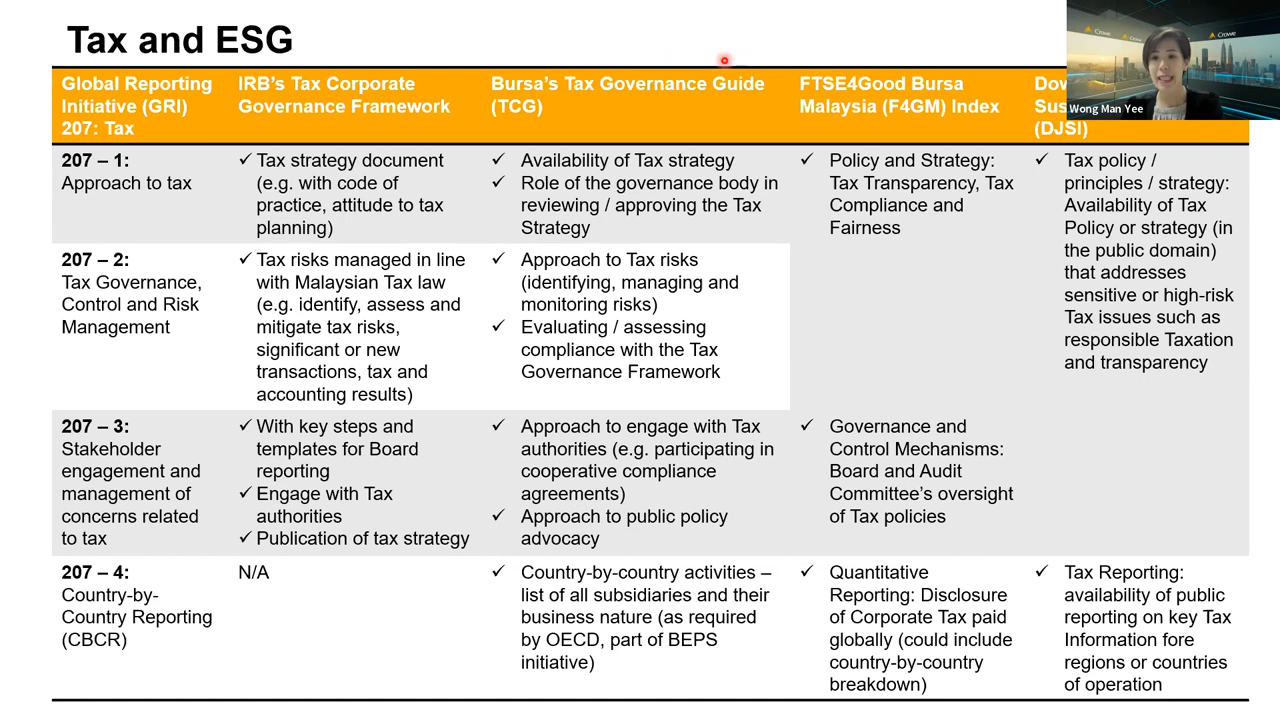 Tax and ESG
Crowe
Crowe
Crowe
Wong Man Yee
Global Reporting
Initiative (GRI)
207: Tax
IRB's Tax Corporate
Governance Framework
Bursa's Tax Governance Guide
(TCG)
FTSE4Good Bursa
Malaysia (F4GM) Index
(DJSI)
207 – 1:
Approach to tax
✓ Tax strategy document
(e.g. with code of
practice, attitude to tax
planning)
✓ Availability of Tax strategy
✓ Role of the governance body in
reviewing / approving the Tax
Strategy
✓ Policy and Strategy:
Tax Transparency, Tax
Compliance and
Fairness
✓ Tax policy /
principles / strategy:
Availability of Tax
Policy or strategy (in
the public domain)
that addresses
sensitive or high-risk
Tax issues such as
responsible Taxation
and transparency
207 – 2:
Tax Governance,
Control and Risk
Management
✓ Tax risks managed in line
with Malaysian Tax law
(e.g. identify, assess and
mitigate tax risks,
significant or new
transactions, tax and
accounting results)
✓ Approach to Tax risks
(identifying, managing and
monitoring risks)
✓ Evaluating / assessing
compliance with the Tax
Governance Framework
207 – 3:
Stakeholder
engagement and
management of
concerns related
to tax
✓ With key steps and
templates for Board
reporting
✓ Engage with Tax
authorities
✓ Publication of tax strategy
✓ Approach to engage with Tax
authorities (e.g. participating in
cooperative compliance
agreements)
✓ Approach to public policy
advocacy
✓ Governance and
Control Mechanisms:
Board and Audit
Committee's oversight
of Tax policies
207 – 4:
Country-by-
Country Reporting
(CBCR)
N/A
✓ Country-by-country activities –
list of all subsidiaries and their
business nature (as required
by OECD, part of BEPS
initiative)
✓ Quantitative
Reporting: Disclosure
of Corporate Tax paid
globally (could include
country-by-country
breakdown)
✓ Tax Reporting:
availability of public
reporting on key Tax
Information fore
regions or countries
of operation